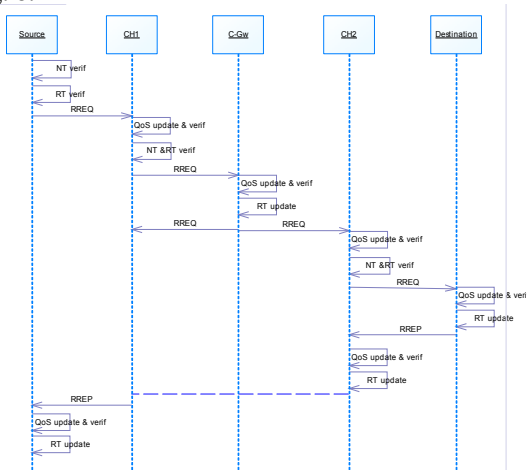 Source
CH1
C-Gw
CH2
Destination
NT verif
RT verif
RREQ
QoS update & verif
NT &RT verif
RREQ
QoS update & verif
RT update
RREQ
RREQ
QoS update & verif
NT &RT verif
RREQ
QoS update & veri
RT update
RREP
QoS update & verif
RT update
RREP
QoS update & verif
RT update